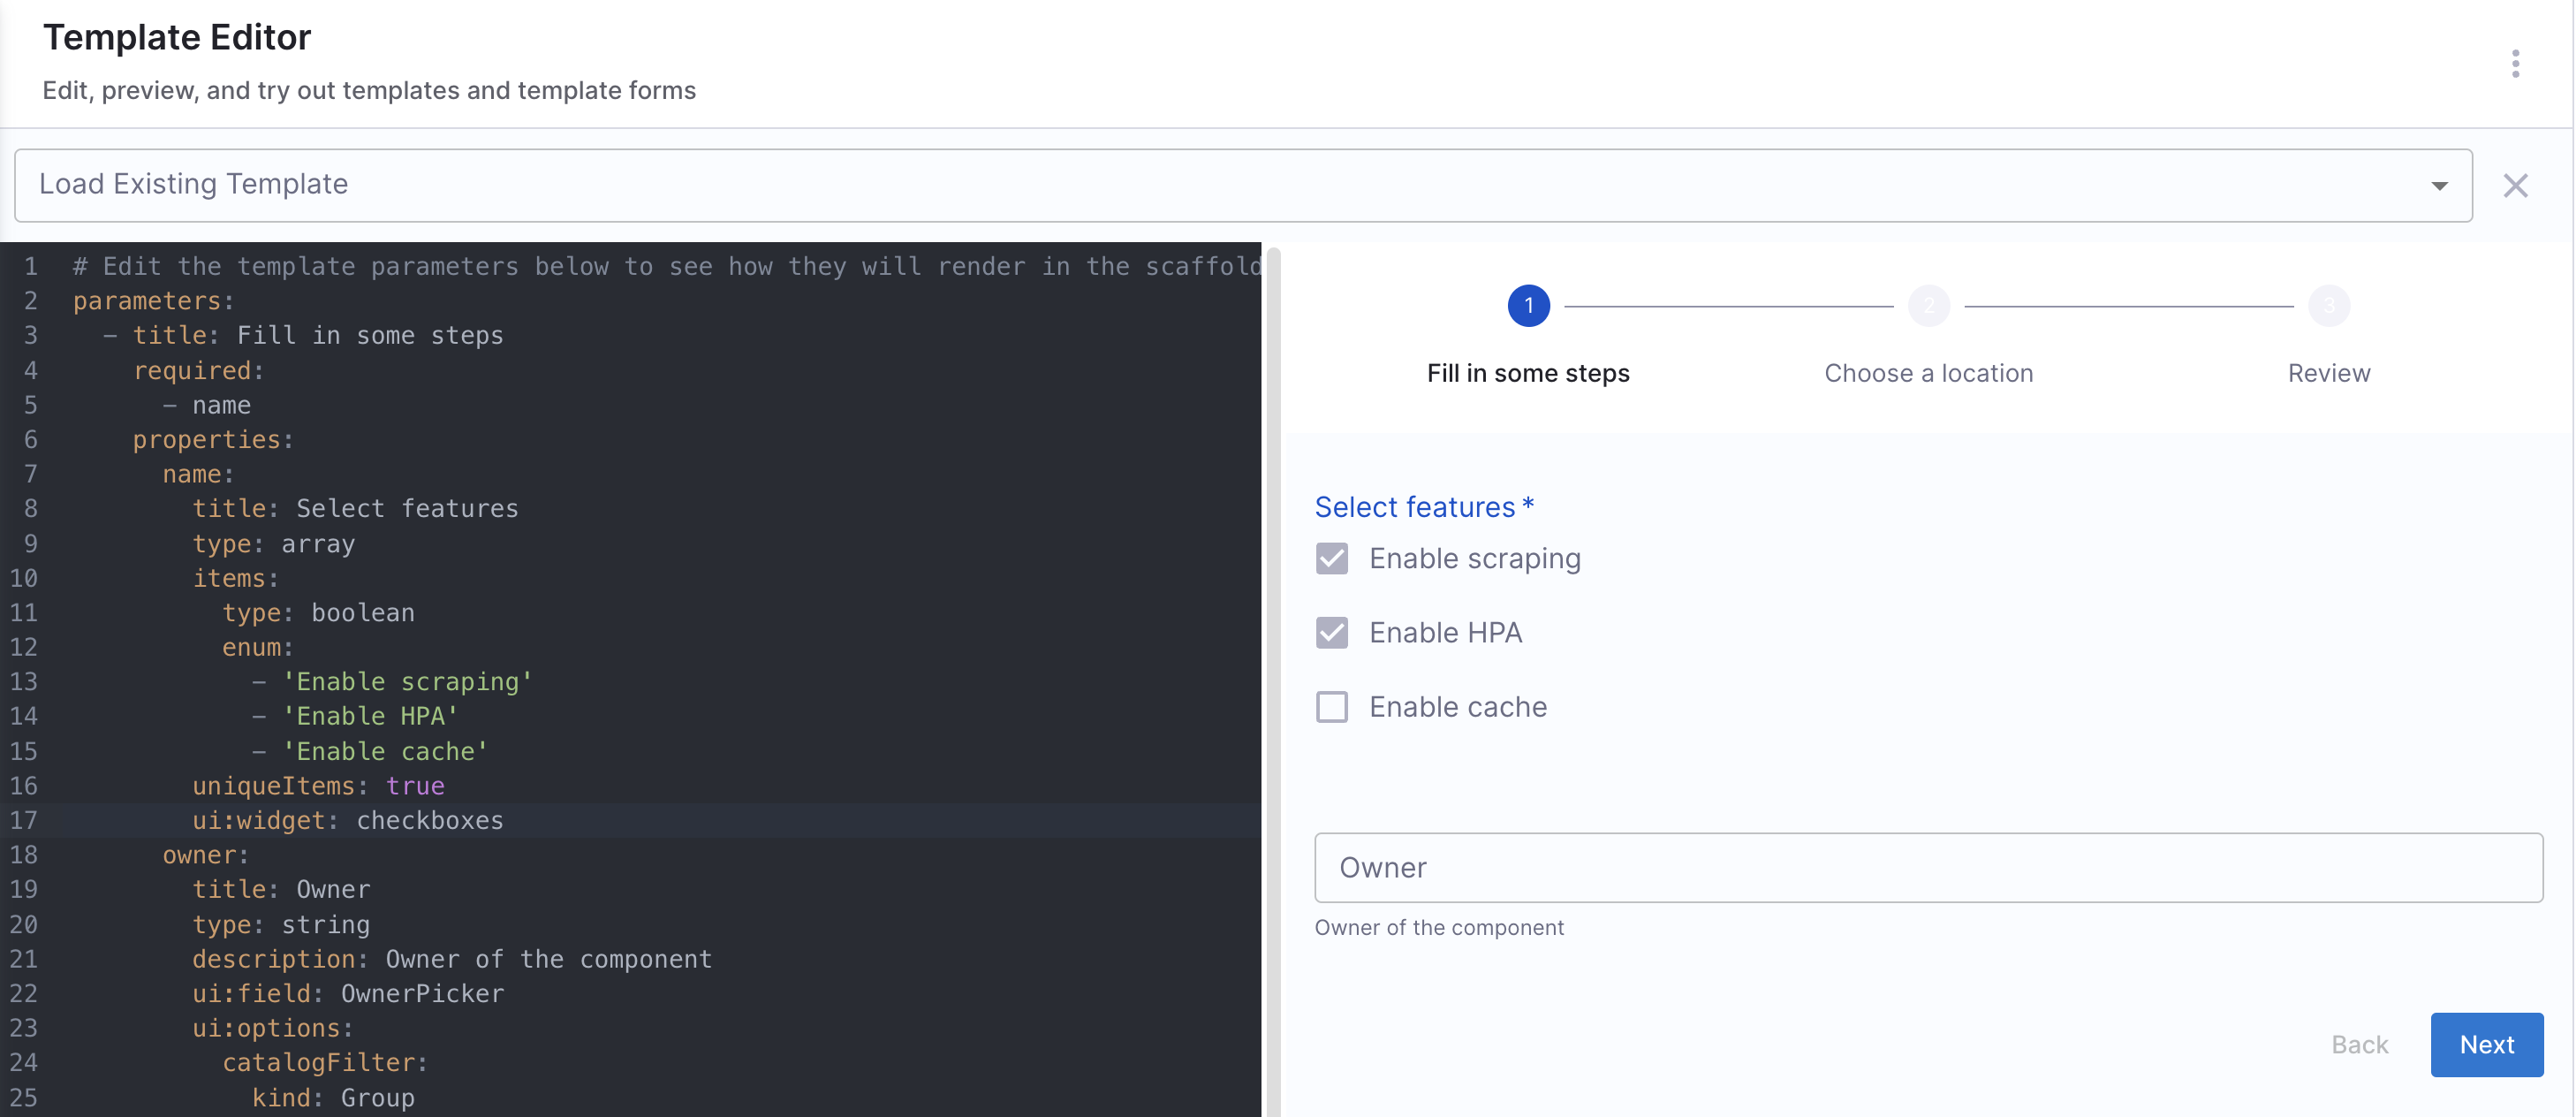 Template Editor
Edit, preview, and try out templates and template forms
Load Existing Template
1 # Edit the template parameters below to see how they will render in the scaffold
2 parameters:
3   - title: Fill in some steps
4     required:
5       - name
6     properties:
7       name:
8         title: Select features
9         type: array
10         items:
11           type: boolean
12           enum:
13             - 'Enable scraping'
14             - 'Enable HPA'
15             - 'Enable cache'
16         uniqueItems: true
17         ui:widget: checkboxes
18       owner:
19         title: Owner
20         type: string
21         description: Owner of the component
22         ui:field: OwnerPicker
23         ui:options:
24           catalogFilter:
25             kind: Group
1 2 3
Fill in some steps Choose a location Review
Select features *
Enable scraping
Enable HPA
Enable cache
Owner
Owner of the component
Back Next